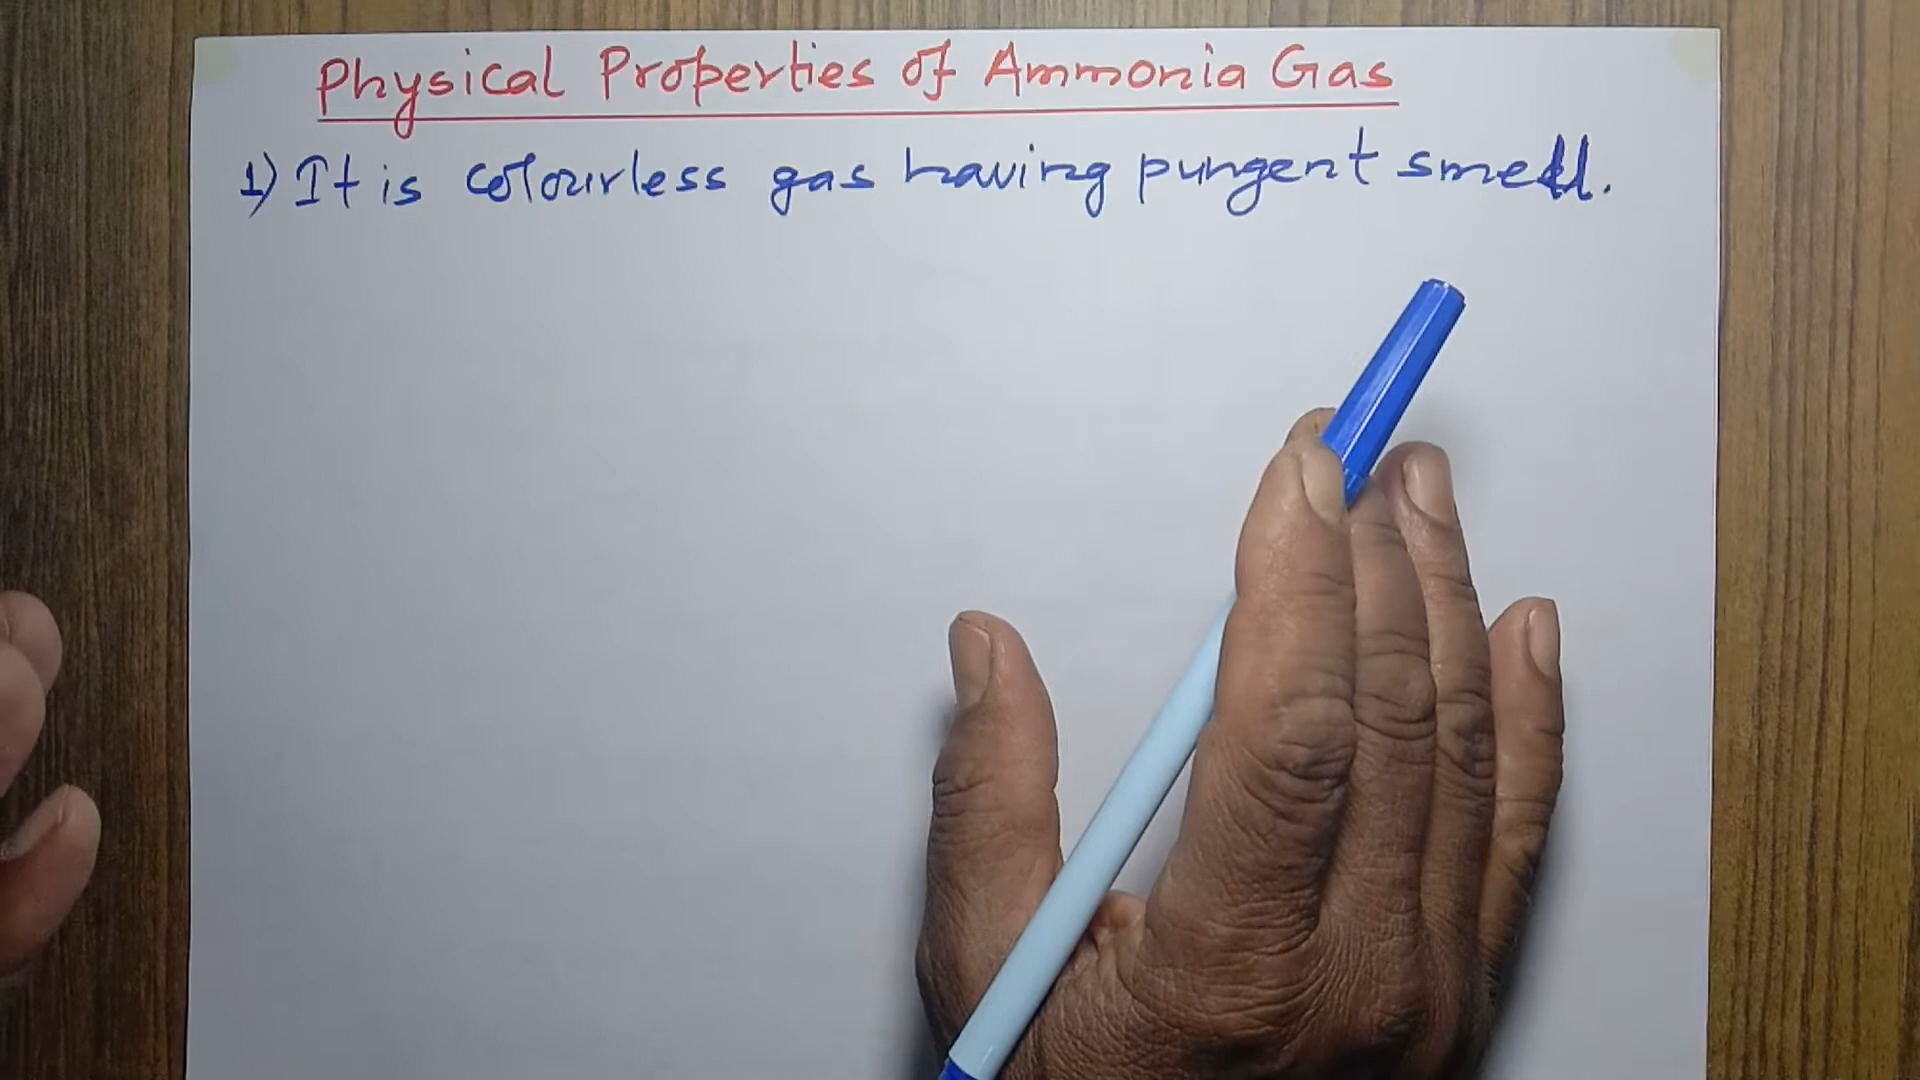 Physical Properties of Ammonia Gas
1) It is colourless gas having pungent smell.